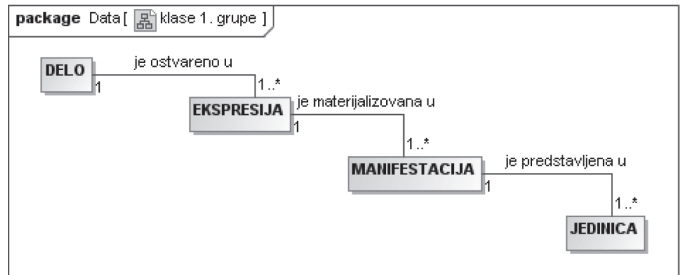 package Data [ klase 1. grupe ]
DELO
je ostvareno u
1
1..*
EKSPRESIJA
je materijalizovana u
1
1..*
MANIFESTACIJA
je predstavljena u
1
1..*
JEDINICA